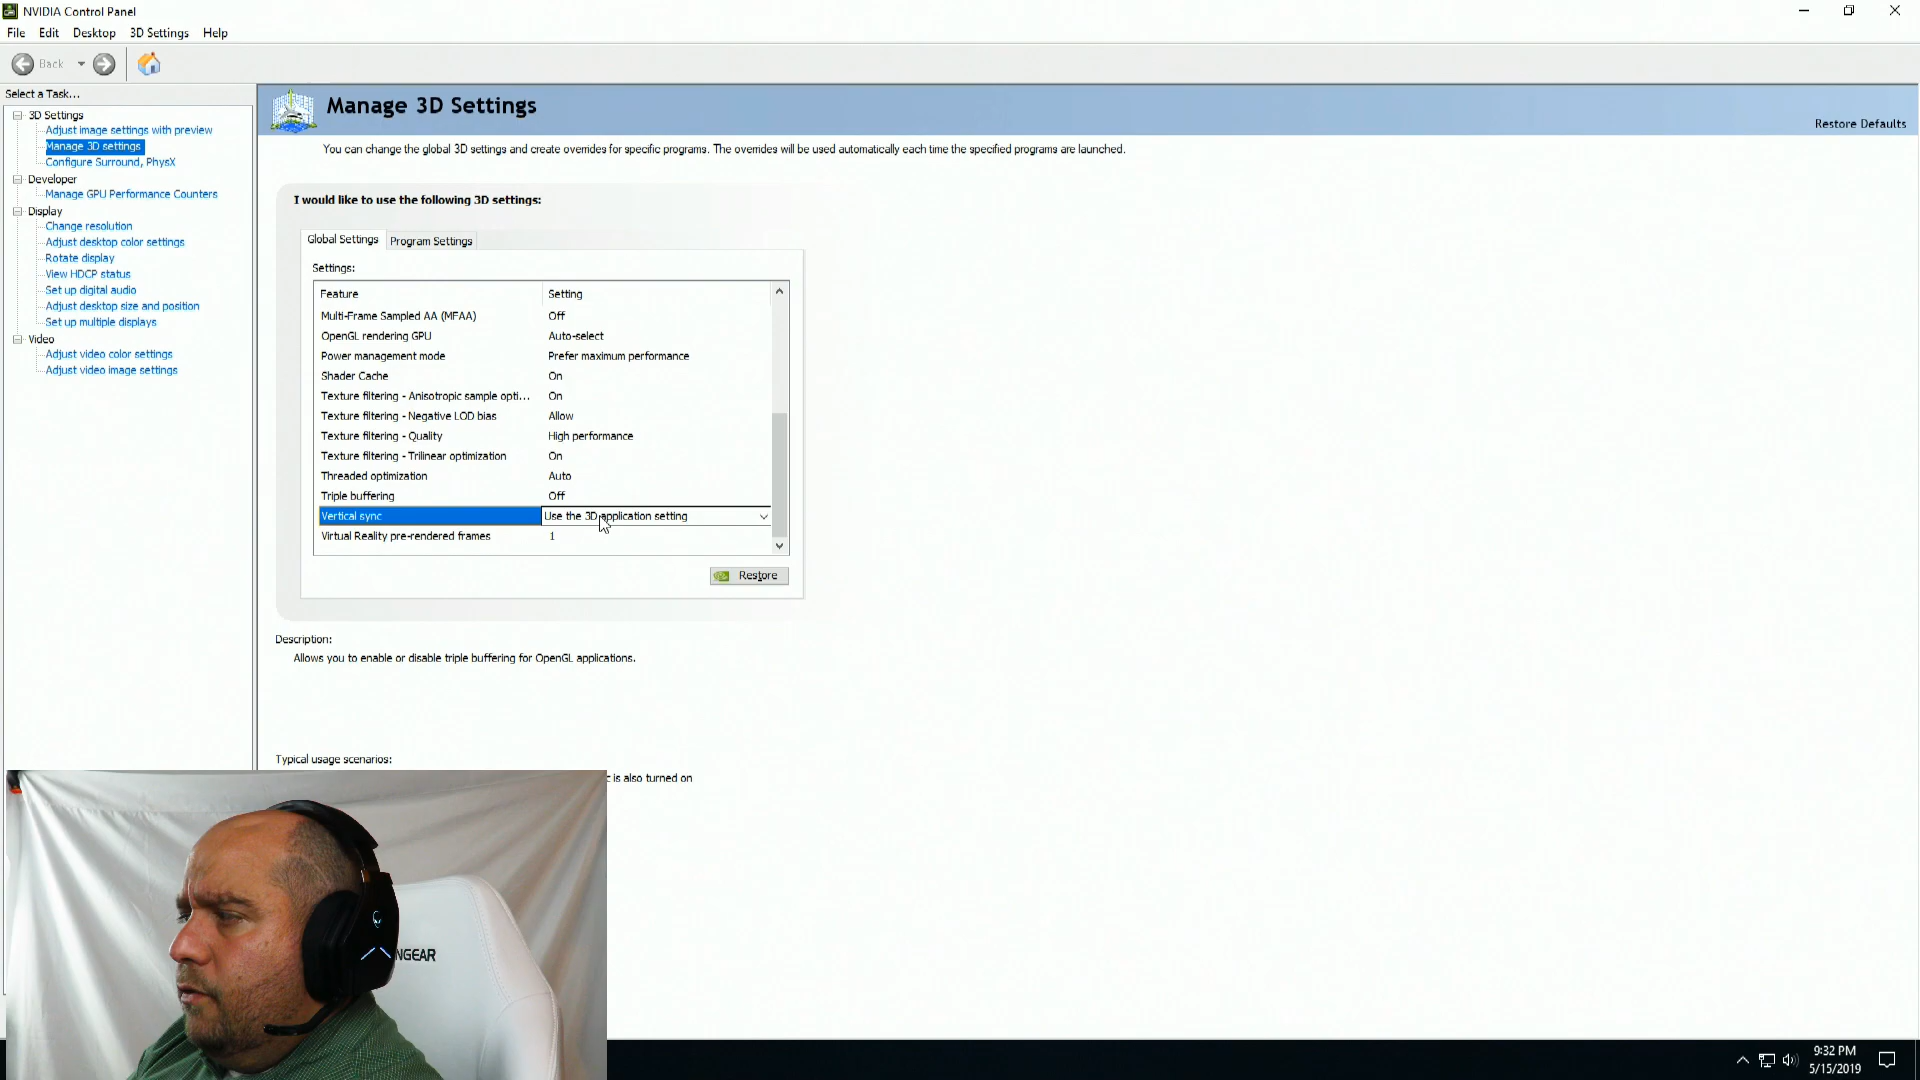 NVIDIA Control Panel
File Edit Desktop 3D Settings Help
Back
Select a Task...
3D Settings
Adjust image settings with preview
Manage 3D settings
Configure Surround, PhysX
Developer
Manage GPU Performance Counters
Display
Change resolution
Adjust desktop color settings
Rotate display
View HDCP status
Set up digital audio
Adjust desktop size and position
Set up multiple displays
Video
Adjust video color settings
Adjust video image settings
Manage 3D Settings
Restore Defaults
You can change the global 3D settings and create overrides for specific programs. The overrides will be used automatically each time the specified programs are launched.
I would like to use the following 3D settings:
Global Settings Program Settings
Settings:
Feature Setting
Multi-Frame Sampled AA (MFAA) Off
OpenGL rendering GPU Auto-select
Power management mode Prefer maximum performance
Shader Cache On
Texture filtering - Anisotropic sample opti... On
Texture filtering - Negative LOD bias Allow
Texture filtering - Quality High performance
Texture filtering - Trilinear optimization On
Threaded optimization Auto
Triple buffering Off
Vertical sync Use the 3D application setting
Virtual Reality pre-rendered frames 1
Restore
Description:
Allows you to enable or disable triple buffering for OpenGL applications.
Typical usage scenarios:
is also turned on
NGEAR
9:32 PM
5/15/2019